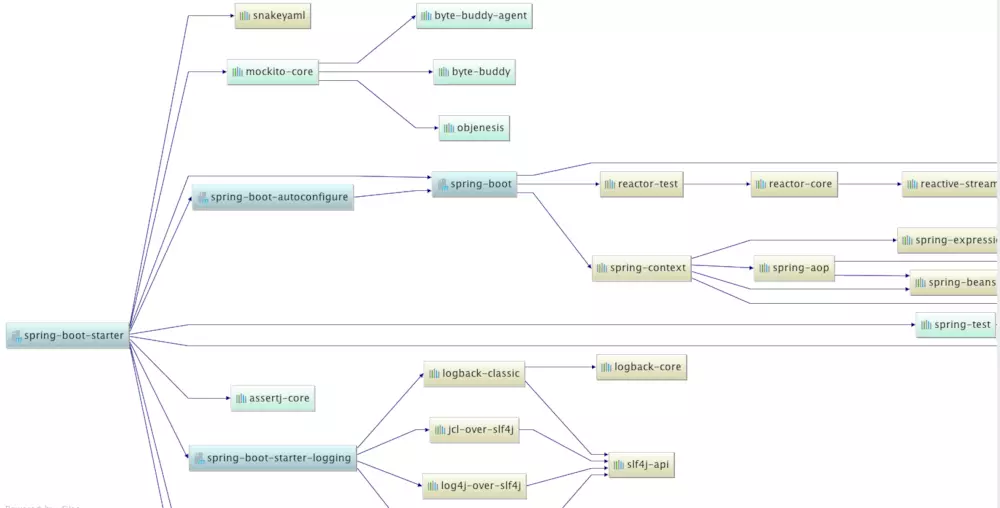 snakeyaml
byte-buddy-agent
mockito-core
byte-buddy
objenesis
spring-boot
reactor-test
reactor-core
reactive-stream
spring-boot-autoconfigure
spring-expressi
spring-context
spring-aop
spring-beans
spring-test
spring-boot-starter
logback-classic
logback-core
assertj-core
jcl-over-slf4j
spring-boot-starter-logging
slf4j-api
log4j-over-slf4j